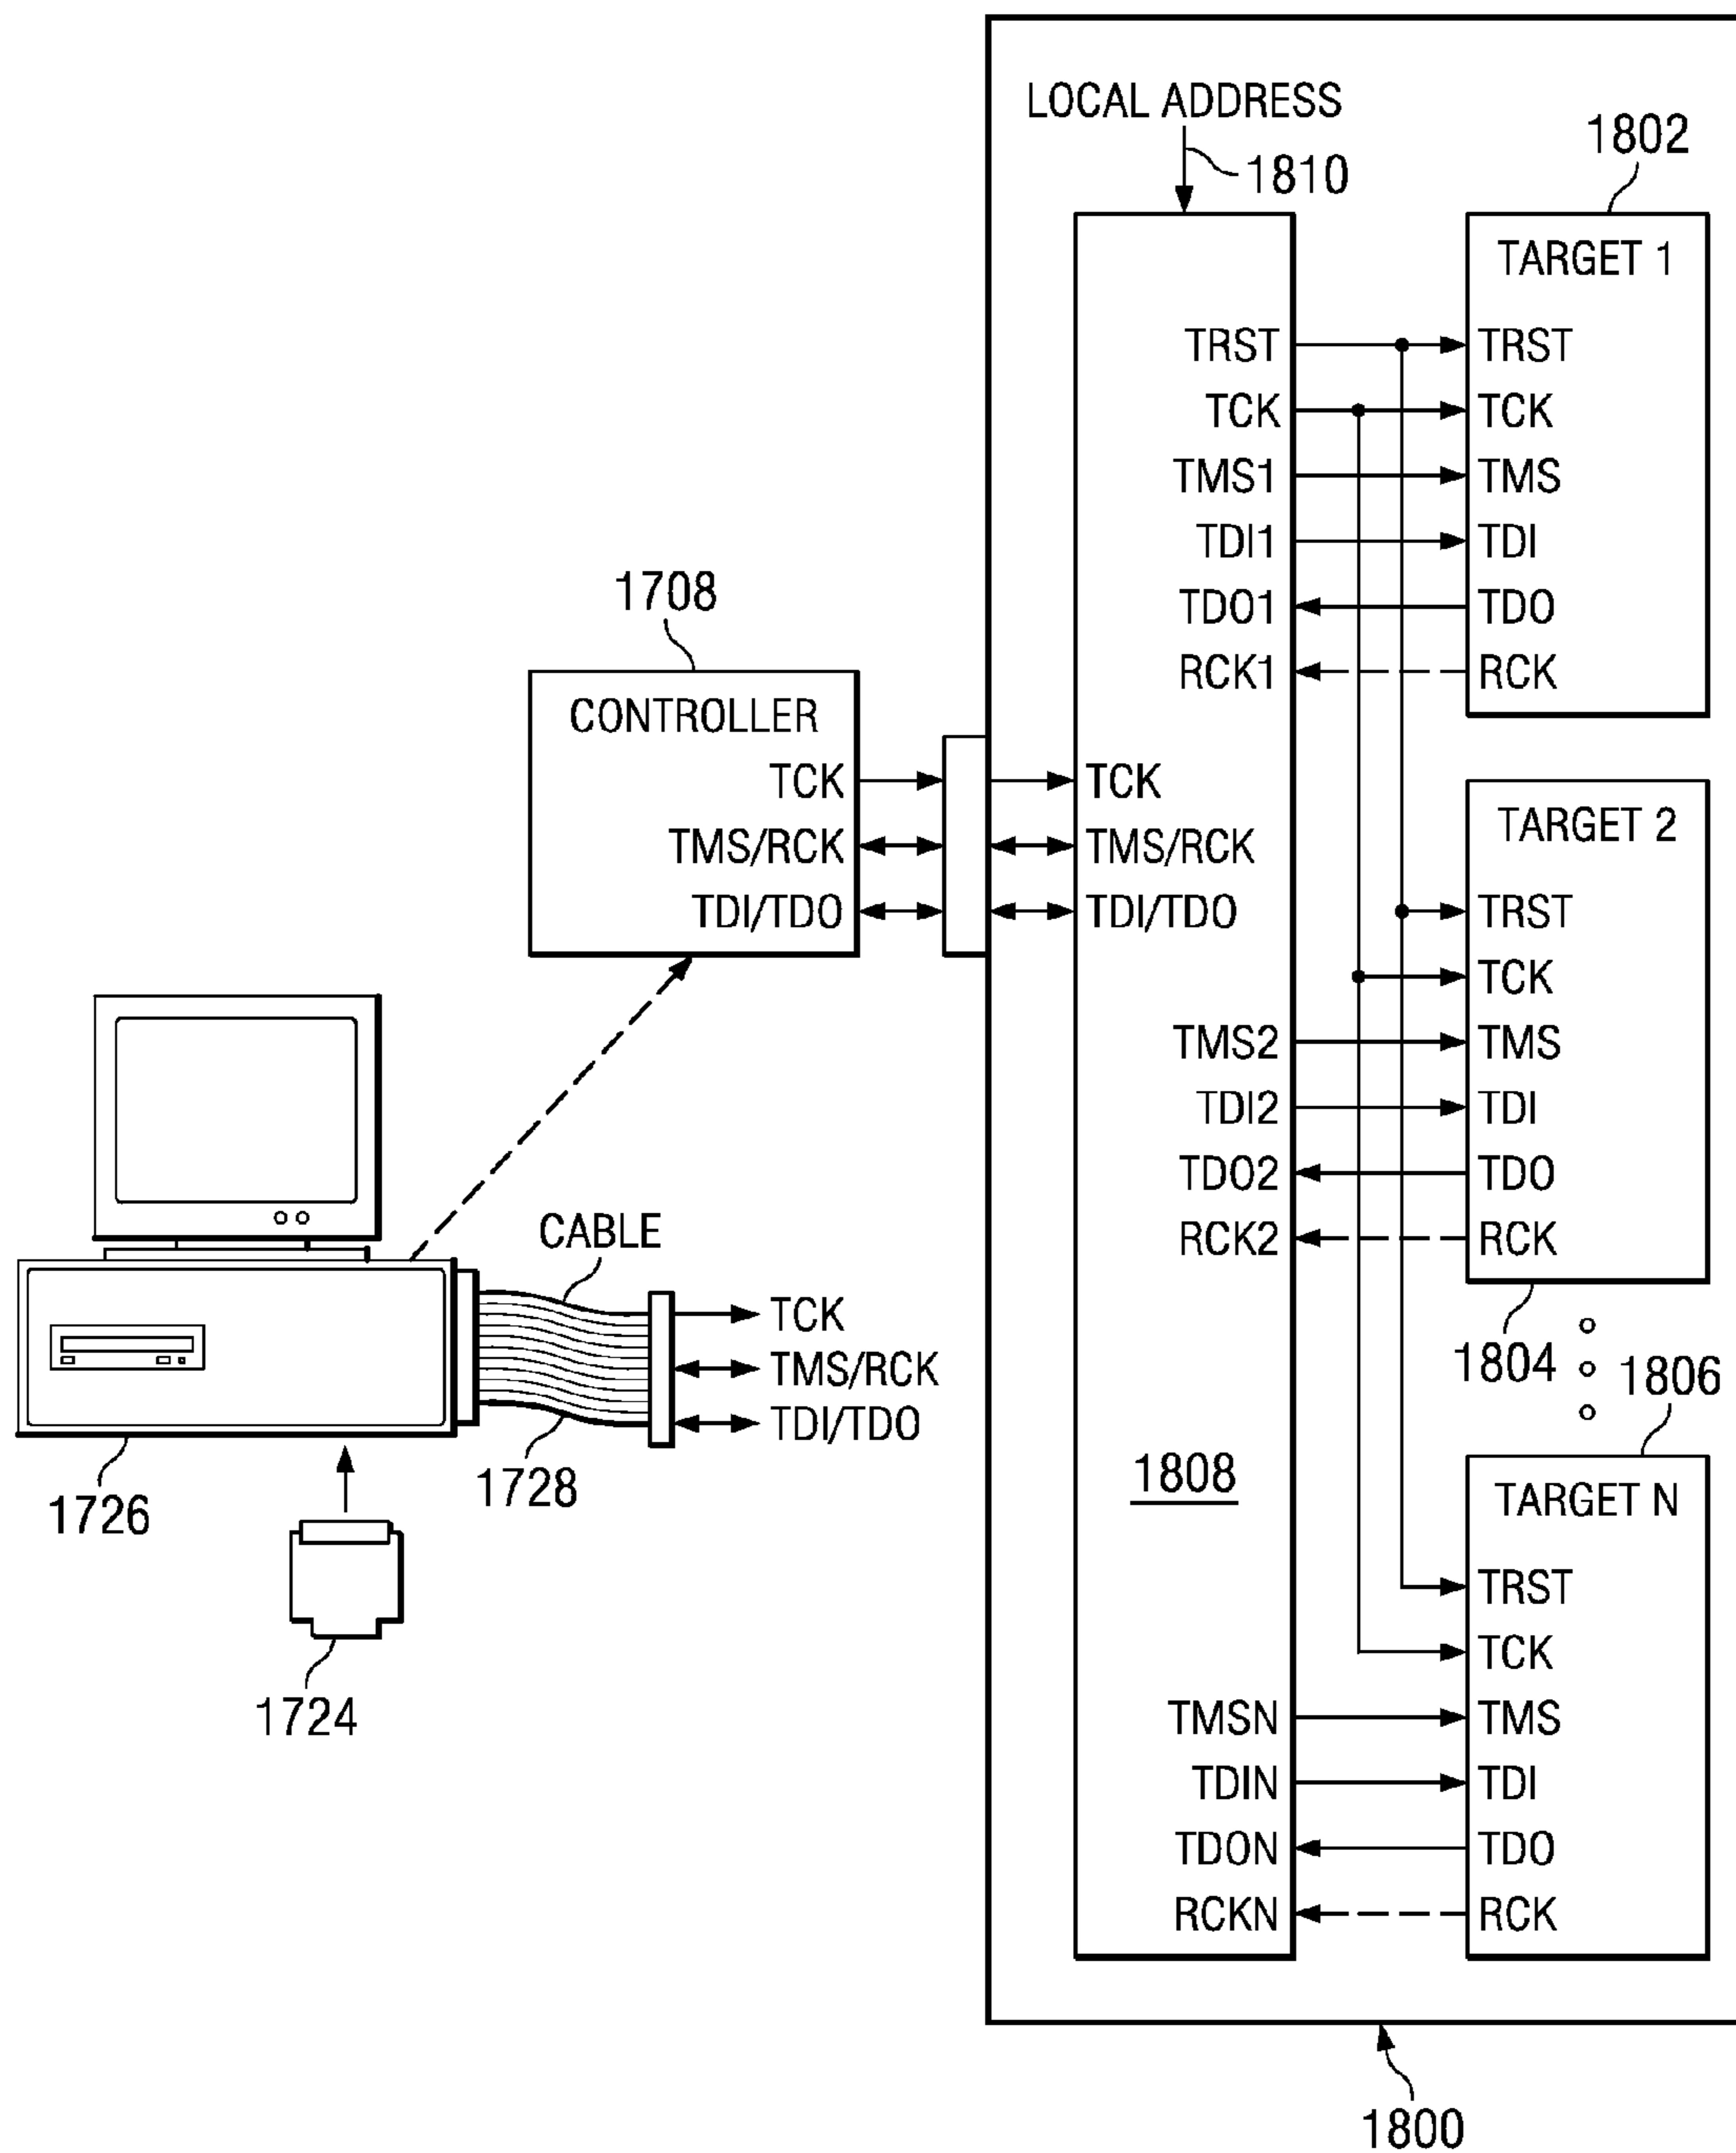 LOCAL ADDRESS
1810
1802
TARGET 1
TRST
TCK
TMS1
TDI1
TDO1
RCK1
TRST
TCK
TMS
TDI
TDO
RCK
1708
CONTROLLER
TCK
TMS/RCK
TDI/TDO
TCK
TMS/RCK
TDI/TDO
TARGET 2
TRST
TCK
TMS2
TDI2
TDO2
RCK2
TMS
TDI
TDO
RCK
1804
1806
CABLE
TCK
TMS/RCK
TDI/TDO
1726
1728
1724
1808
TARGET N
TRST
TCK
TMSN
TDIN
TDON
RCKN
TMS
TDI
TDO
RCK
1800